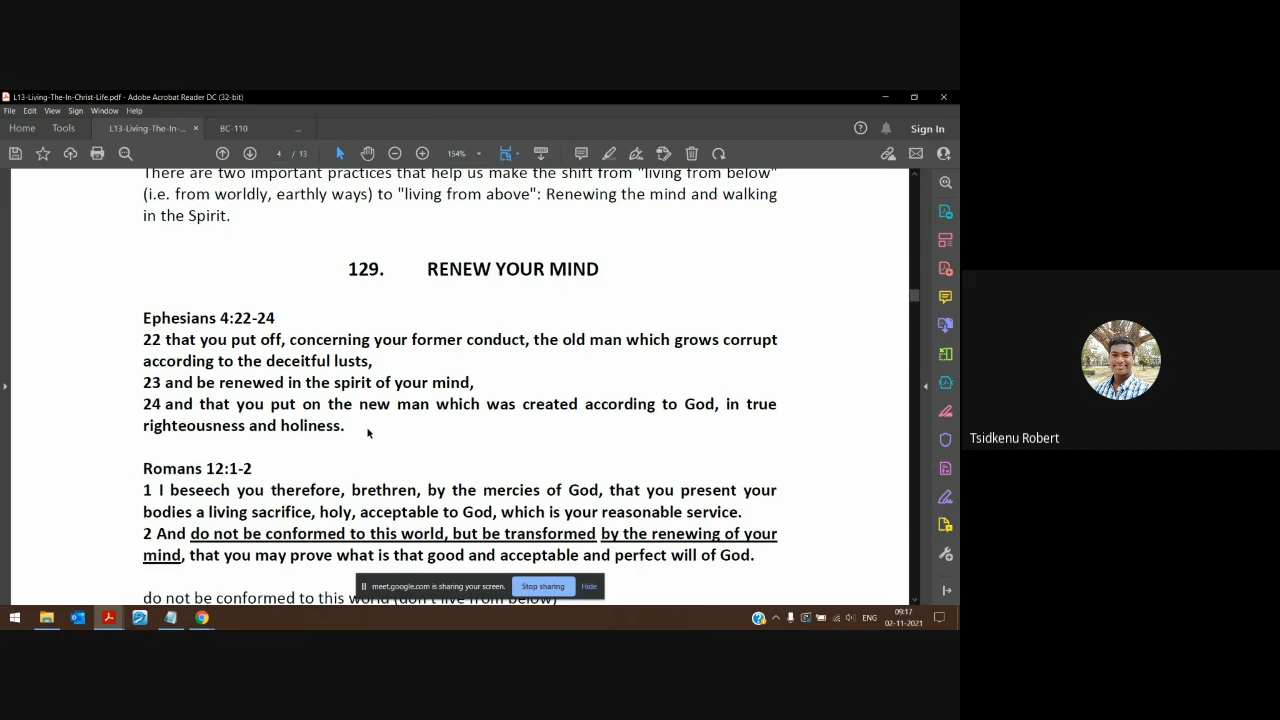 L13-Living-The-In-Christ-Life.pdf - Adobe Acrobat Reader DC (32-bit)
File Edit View Sign Window Help
Home Tools L13-Living-The-In-... × BC-110 ...
Sign In
4 / 13 154%
There are two important practices that help us make the shift from "living from below"
(i.e. from worldly, earthly ways) to "living from above": Renewing the mind and walking
in the Spirit.
129. RENEW YOUR MIND
Ephesians 4:22-24
22 that you put off, concerning your former conduct, the old man which grows corrupt
according to the deceitful lusts,
23 and be renewed in the spirit of your mind,
24 and that you put on the new man which was created according to God, in true
righteousness and holiness.
Tsidkenu Robert
Romans 12:1-2
1 I beseech you therefore, brethren, by the mercies of God, that you present your
bodies a living sacrifice, holy, acceptable to God, which is your reasonable service.
2 And do not be conformed to this world, but be transformed by the renewing of your
mind, that you may prove what is that good and acceptable and perfect will of God.
meet.google.com is sharing your screen. Stop sharing Hide
do not be conformed to this world (don't live from below)
ENG 09:17
02-11-2021